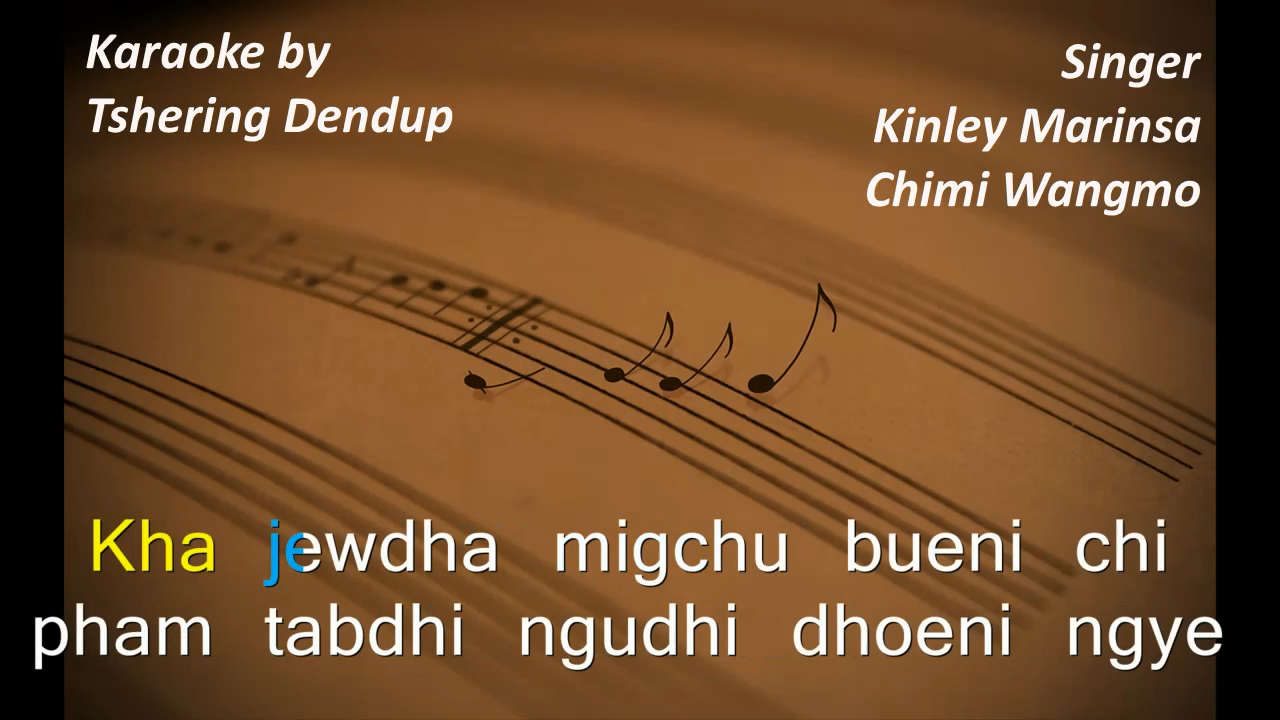 Karaoke by
Tshering Dendup
Singer
Kinley Marinsa
Chimi Wangmo
Kha jewdha migchu bueni chi
pham tabdhi ngudhi dhoeni ngye